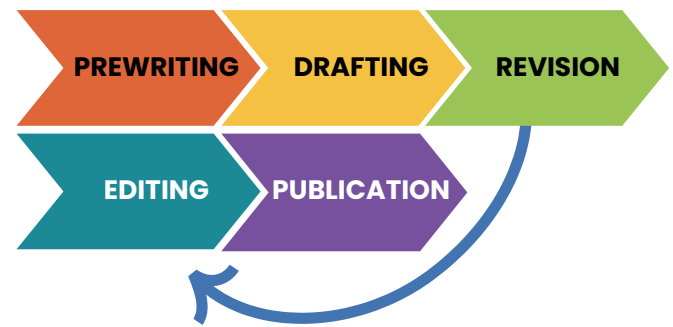 PREWRITING DRAFTING REVISION
EDITING PUBLICATION